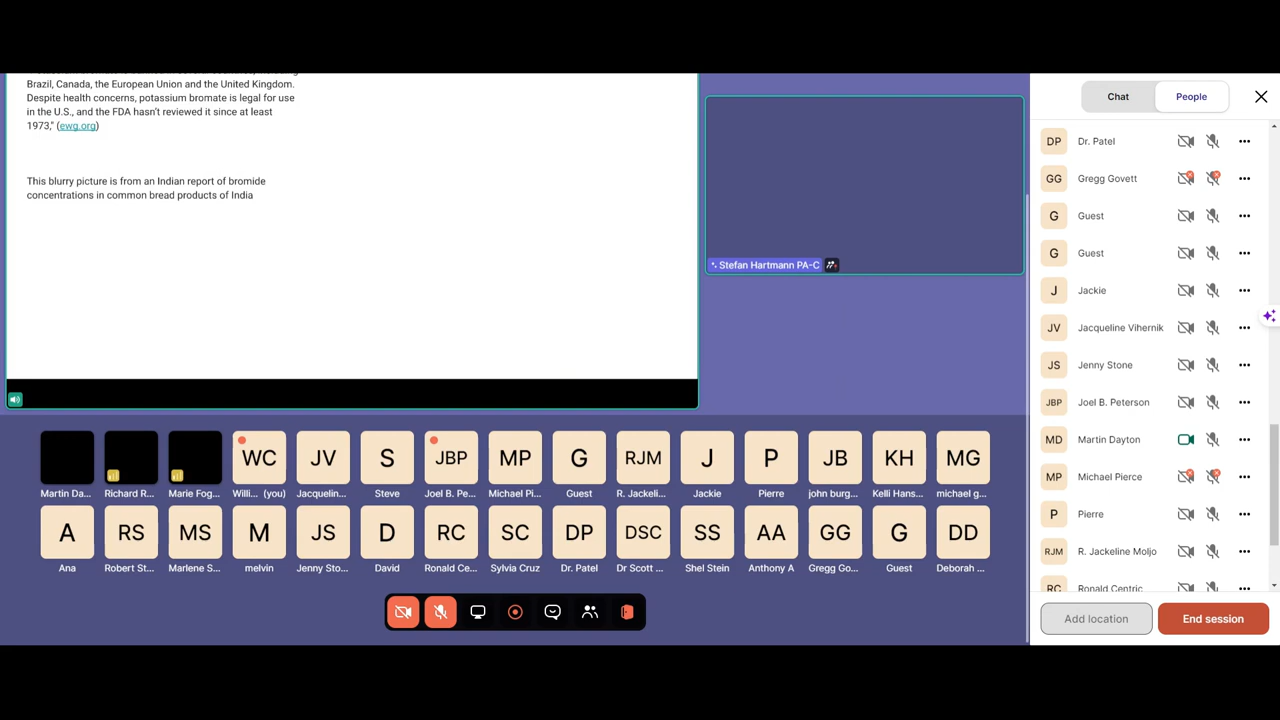 Brazil, Canada, the European Union and the United Kingdom.
Despite health concerns, potassium bromate is legal for use
in the U.S., and the FDA hasn't reviewed it since at least
1973," (ewg.org)
This blurry picture is from an Indian report of bromide
concentrations in common bread products of India
Stefan Hartmann PA-C
Martin Da...
Richard R...
Marie Fog...
WC
Willi... (you)
JV
Jacquelin...
S
Steve
JBP
Joel B. Pe...
MP
Michael Pi...
G
Guest
RJM
R. Jackeli...
J
Jackie
P
Pierre
JB
john burg...
KH
Kelli Hans...
MG
michael g...
A
Ana
RS
Robert St...
MS
Marlene S...
M
melvin
JS
Jenny Sto...
D
David
RC
Ronald Ce...
SC
Sylvia Cruz
DP
Dr. Patel
DSC
Dr Scott ...
SS
Shel Stein
AA
Anthony A
GG
Gregg Go...
G
Guest
DD
Deborah ...
Chat
People
DP Dr. Patel
GG Gregg Govett
G Guest
G Guest
J Jackie
JV Jacqueline Vihernik
JS Jenny Stone
JBP Joel B. Peterson
MD Martin Dayton
MP Michael Pierce
P Pierre
RJM R. Jackeline Moljo
RC Ronald Centric
Add location
End session